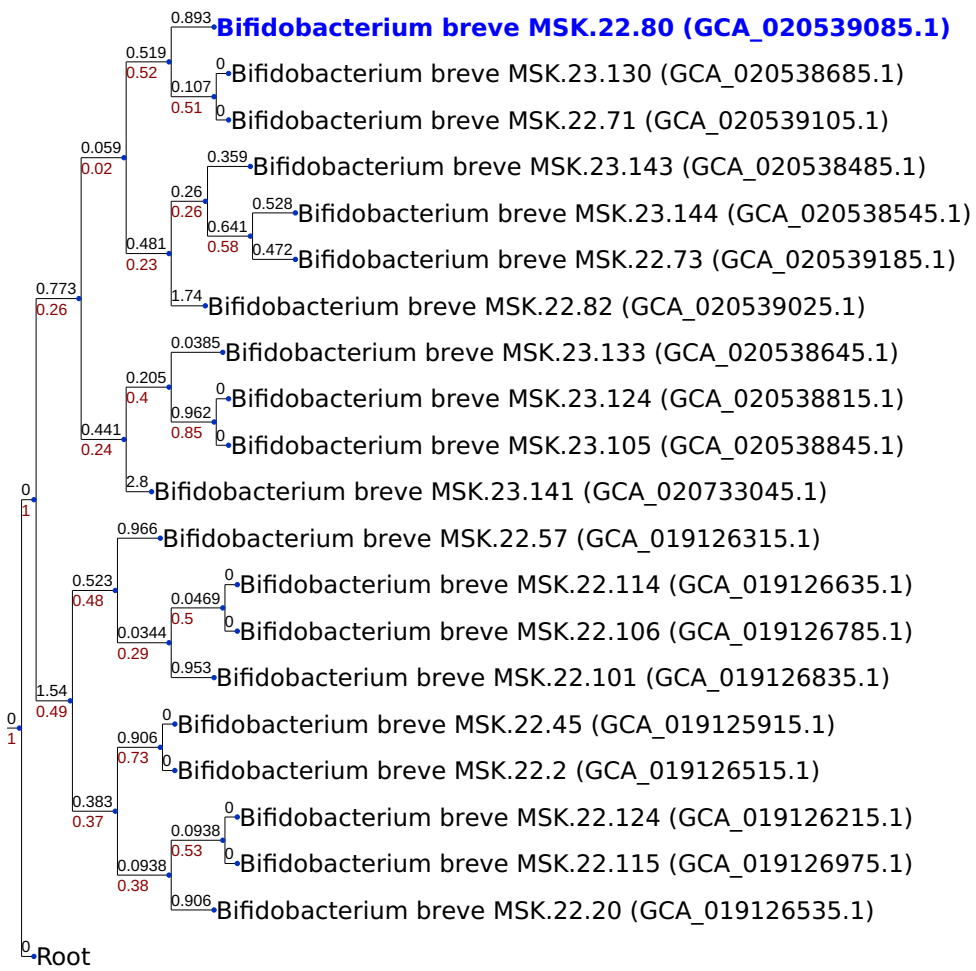 0.893
Bifidobacterium breve MSK.22.80 (GCA_020539085.1)
0.519
0.52
0
Bifidobacterium breve MSK.23.130 (GCA_020538685.1)
0.107
0.51
0
Bifidobacterium breve MSK.22.71 (GCA_020539105.1)
0.059
0.02
0.359
Bifidobacterium breve MSK.23.143 (GCA_020538485.1)
0.26
0.26
0.528
Bifidobacterium breve MSK.23.144 (GCA_020538545.1)
0.641
0.58
0.481
0.23
0.472
Bifidobacterium breve MSK.22.73 (GCA_020539185.1)
0.773
0.26
1.74
Bifidobacterium breve MSK.22.82 (GCA_020539025.1)
0.0385
Bifidobacterium breve MSK.23.133 (GCA_020538645.1)
0.205
0.4
0
Bifidobacterium breve MSK.23.124 (GCA_020538815.1)
0.962
0.85
0.441
0.24
0
Bifidobacterium breve MSK.23.105 (GCA_020538845.1)
2.8
Bifidobacterium breve MSK.23.141 (GCA_020733045.1)
0
1
0.966
Bifidobacterium breve MSK.22.57 (GCA_019126315.1)
0.523
0.48
0
Bifidobacterium breve MSK.22.114 (GCA_019126635.1)
0.0469
0.5
0
Bifidobacterium breve MSK.22.106 (GCA_019126785.1)
0.0344
0.29
0.953
Bifidobacterium breve MSK.22.101 (GCA_019126835.1)
1.54
0.49
0
1
0
Bifidobacterium breve MSK.22.45 (GCA_019125915.1)
0.906
0.73
0
Bifidobacterium breve MSK.22.2 (GCA_019126515.1)
0.383
0.37
0
Bifidobacterium breve MSK.22.124 (GCA_019126215.1)
0.0938
0.53
0
Bifidobacterium breve MSK.22.115 (GCA_019126975.1)
0.0938
0.38
0.906
Bifidobacterium breve MSK.22.20 (GCA_019126535.1)
0
Root